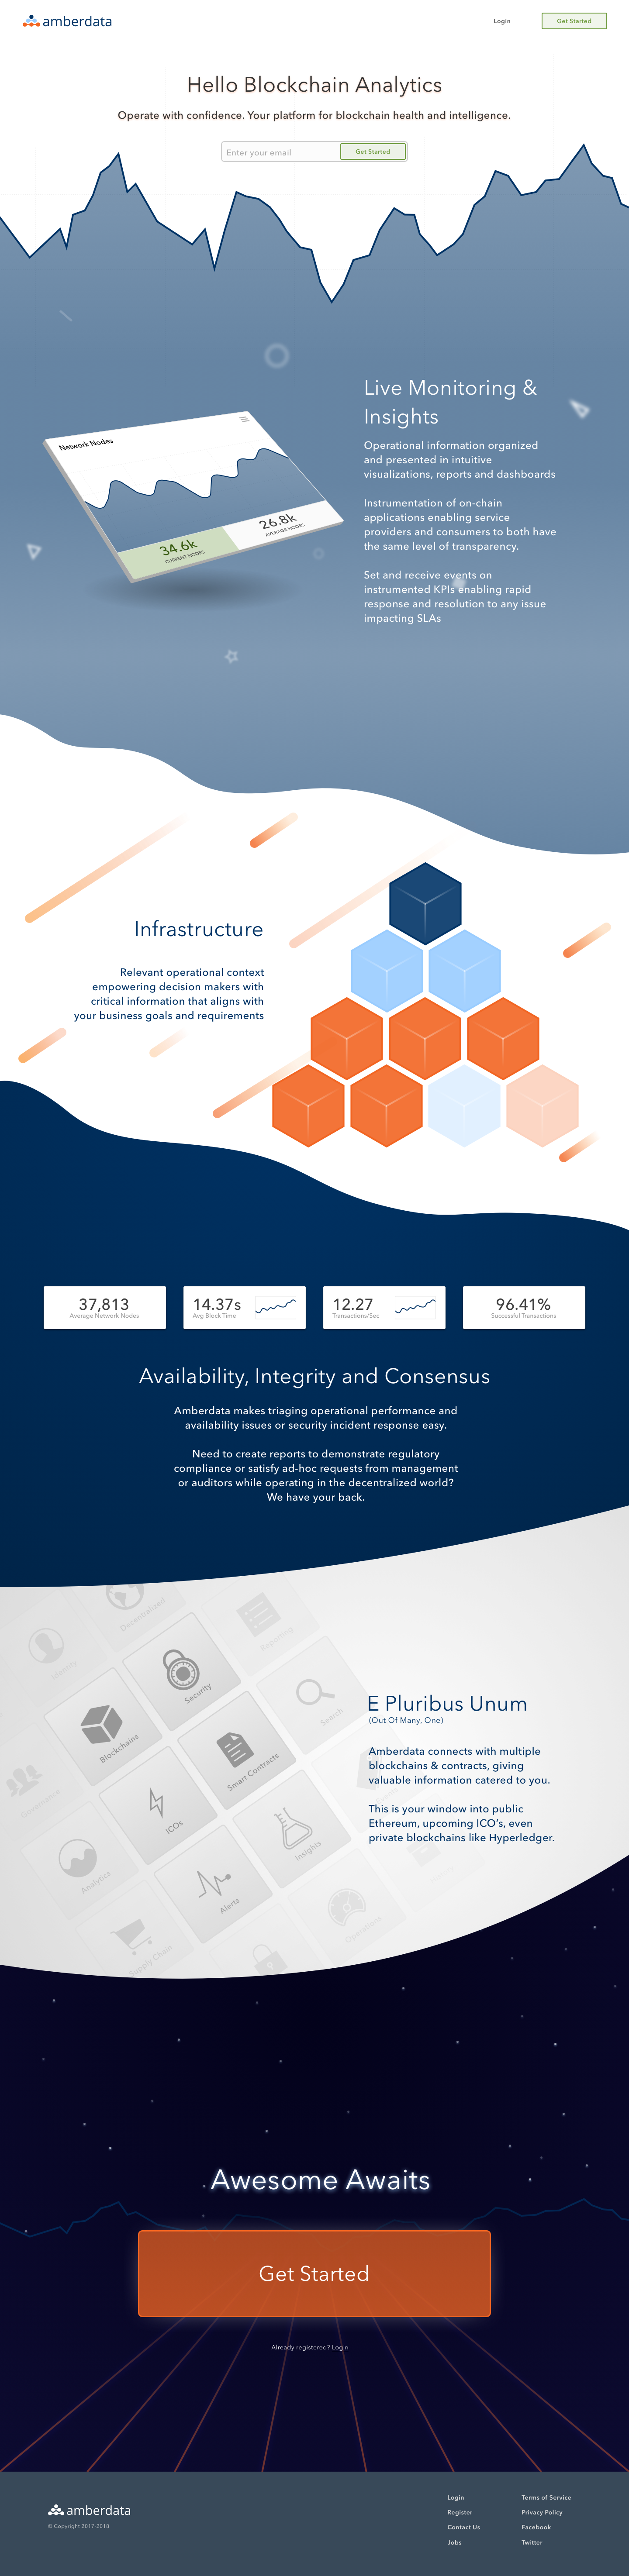 amberdata
Login
Get Started
Hello Blockchain Analytics
Operate with confidence. Your platform for blockchain health and intelligence.
Enter your email
Get Started
Live Monitoring &
Insights
Operational information organized
and presented in intuitive
visualizations, reports and dashboards
Instrumentation of on-chain
applications enabling service
providers and consumers to both have
the same level of transparency.
Set and receive events on
instrumented KPIs enabling rapid
response and resolution to any issue
impacting SLAs
Network Nodes
34.6k
CURRENT NODES
26.8k
AVERAGE NODES
Infrastructure
Relevant operational context
empowering decision makers with
critical information that aligns with
your business goals and requirements
37,813
Average Network Nodes
14.37s
Avg Block Time
12.27
Transactions/Sec
96.41%
Successful Transactions
Availability, Integrity and Consensus
Amberdata makes triaging operational performance and
availability issues or security incident response easy.
Need to create reports to demonstrate regulatory
compliance or satisfy ad-hoc requests from management
or auditors while operating in the decentralized world?
We have your back.
Decentralized
Identity
Reporting
Security
Blockchains
Search
Smart Contracts
ICOs
Insights
Analytics
Alerts
Operations
Supply Chain
E Pluribus Unum
(Out Of Many, One)
Amberdata connects with multiple
blockchains & contracts, giving
valuable information catered to you.
This is your window into public
Ethereum, upcoming ICO's, even
private blockchains like Hyperledger.
Awesome Awaits
Get Started
Already registered? Login
amberdata
© Copyright 2017-2018
Login
Register
Contact Us
Jobs
Terms of Service
Privacy Policy
Facebook
Twitter